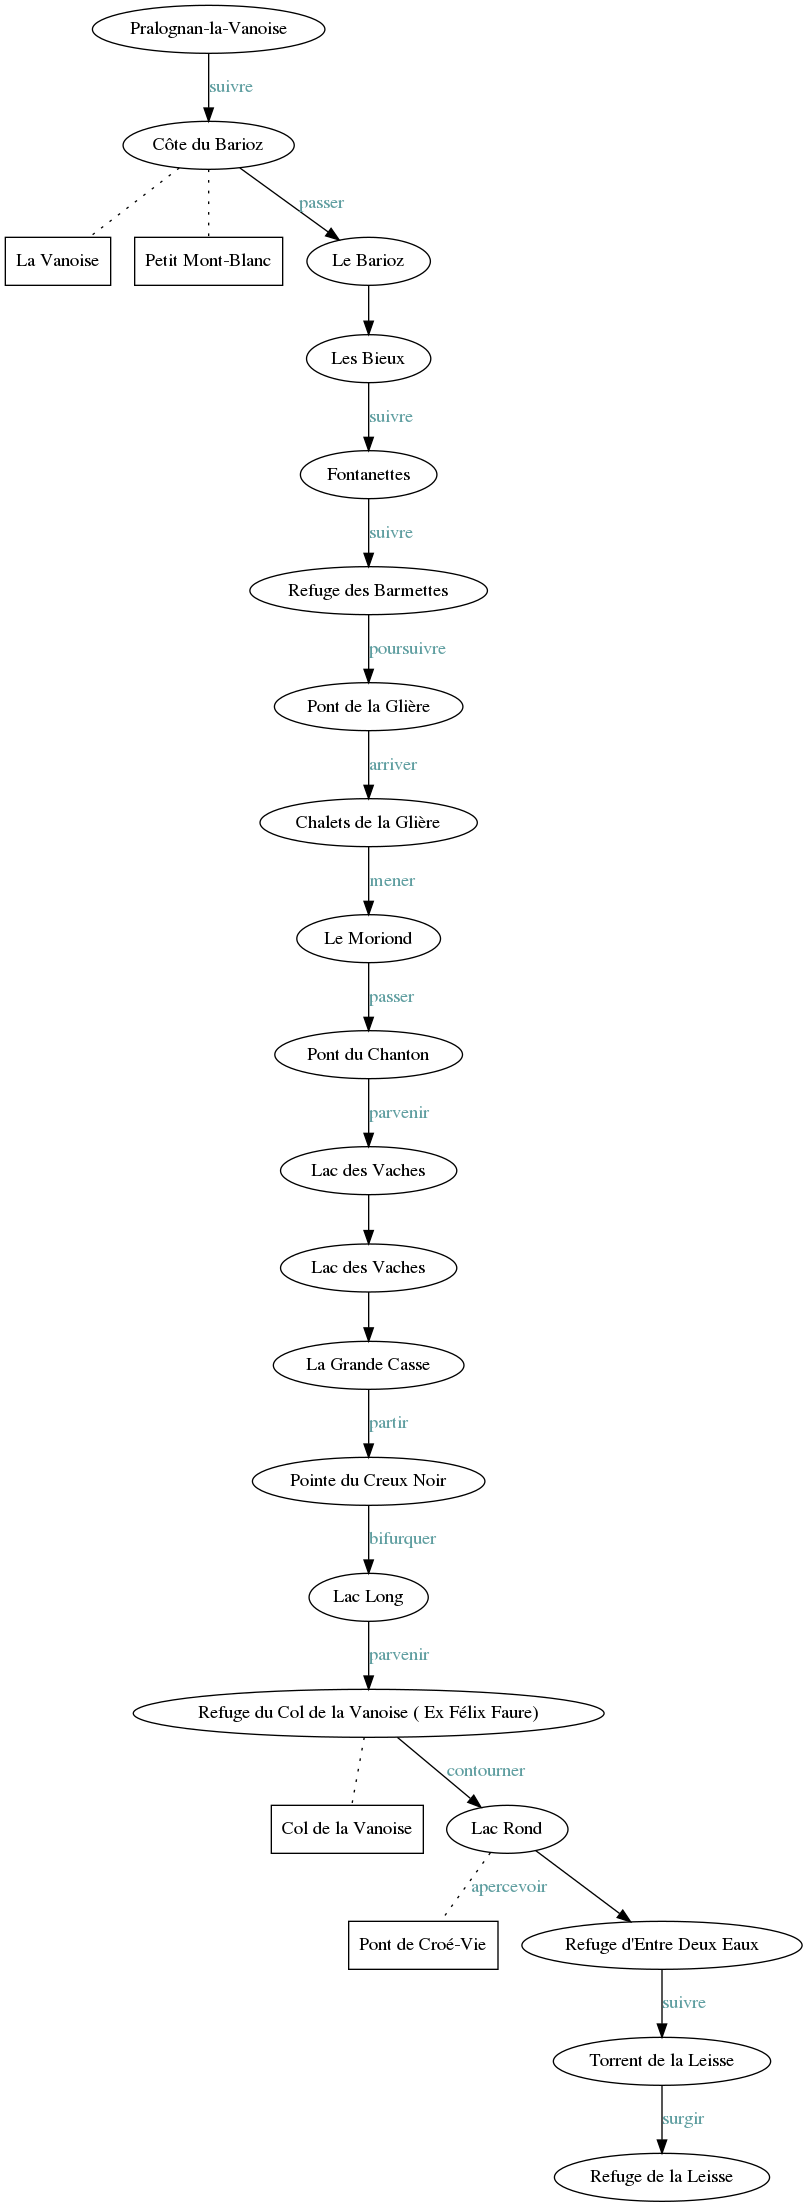 Pralognan-la-Vanoise
suivre
Côte du Barioz
passer
La Vanoise
Petit Mont-Blanc
Le Barioz
Les Bieux
suivre
Fontanettes
suivre
Refuge des Barmettes
poursuivre
Pont de la Glière
arriver
Chalets de la Glière
mener
Le Moriond
passer
Pont du Chanton
parvenir
Lac des Vaches
Lac des Vaches
La Grande Casse
partir
Pointe du Creux Noir
bifurquer
Lac Long
parvenir
Refuge du Col de la Vanoise ( Ex Félix Faure)
contourner
Col de la Vanoise
Lac Rond
apercevoir
Pont de Croé-Vie
Refuge d'Entre Deux Eaux
suivre
Torrent de la Leisse
surgir
Refuge de la Leisse